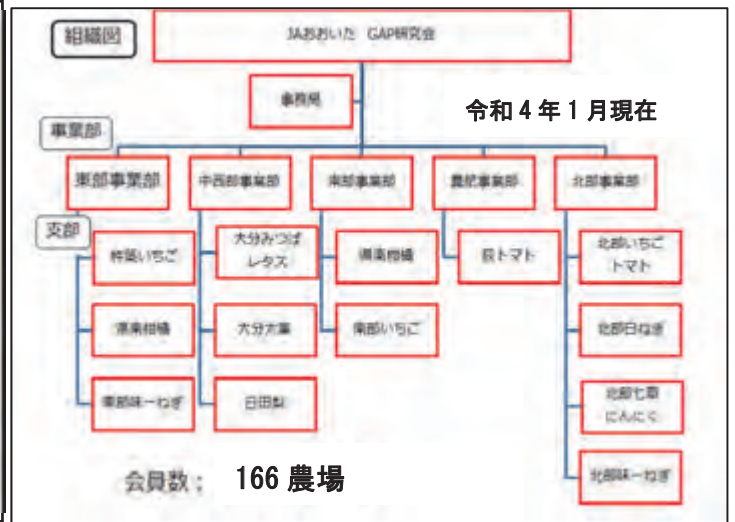 組織図
JAおおいた GAP研究会
事務局
令和4年1月現在
事業部
東部事業部
中西部事業部
南部事業部
豊肥事業部
北部事業部
支部
杵築いちご
大分みつば
レタス
県南柑橘
荻トマト
北部いちご
トマト
大分大葉
南部いちご
北部白ねぎ
東部味一ねぎ
日田梨
北部七草
にんにく
北部味一ねぎ
会員数； 166農場